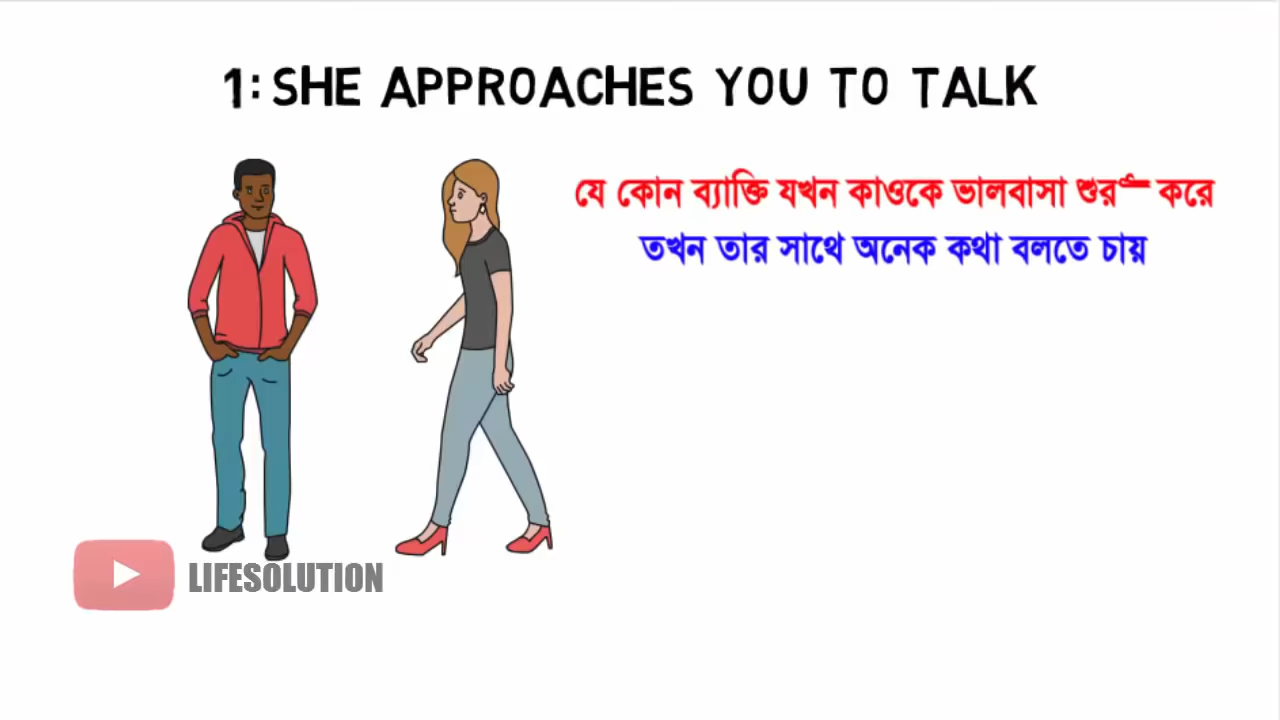 1: SHE APPROACHES YOU TO TALK
যে কোন ব্যাক্তি যখন কাওকে ভালবাসা শুর‍ু করে
তখন তার সাথে অনেক কথা বলতে চায়
LIFESOLUTION